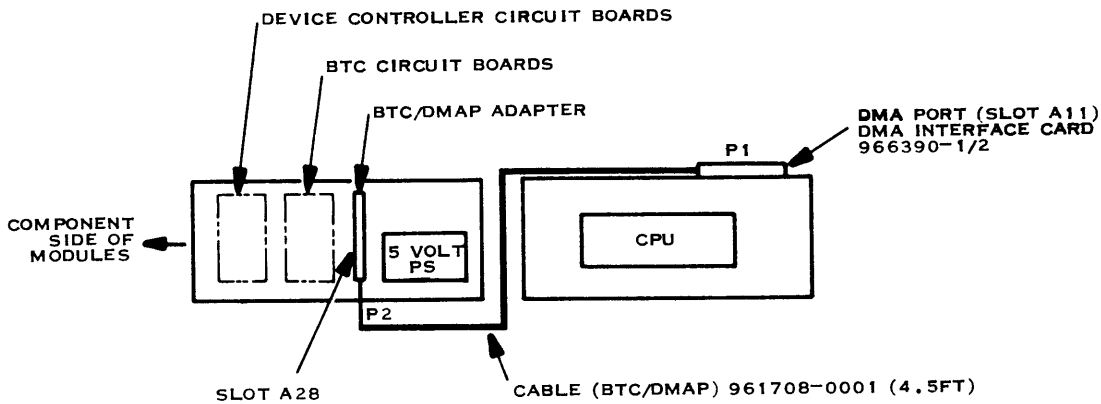 DEVICE CONTROLLER CIRCUIT BOARDS
BTC CIRCUIT BOARDS
BTC/DMAP ADAPTER
DMA PORT (SLOT A11)
DMA INTERFACE CARD
966390-1/2
P1
COMPONENT
SIDE OF
MODULES
5 VOLT
PS
CPU
P2
SLOT A28
CABLE (BTC/DMAP) 961708-0001 (4.5FT)